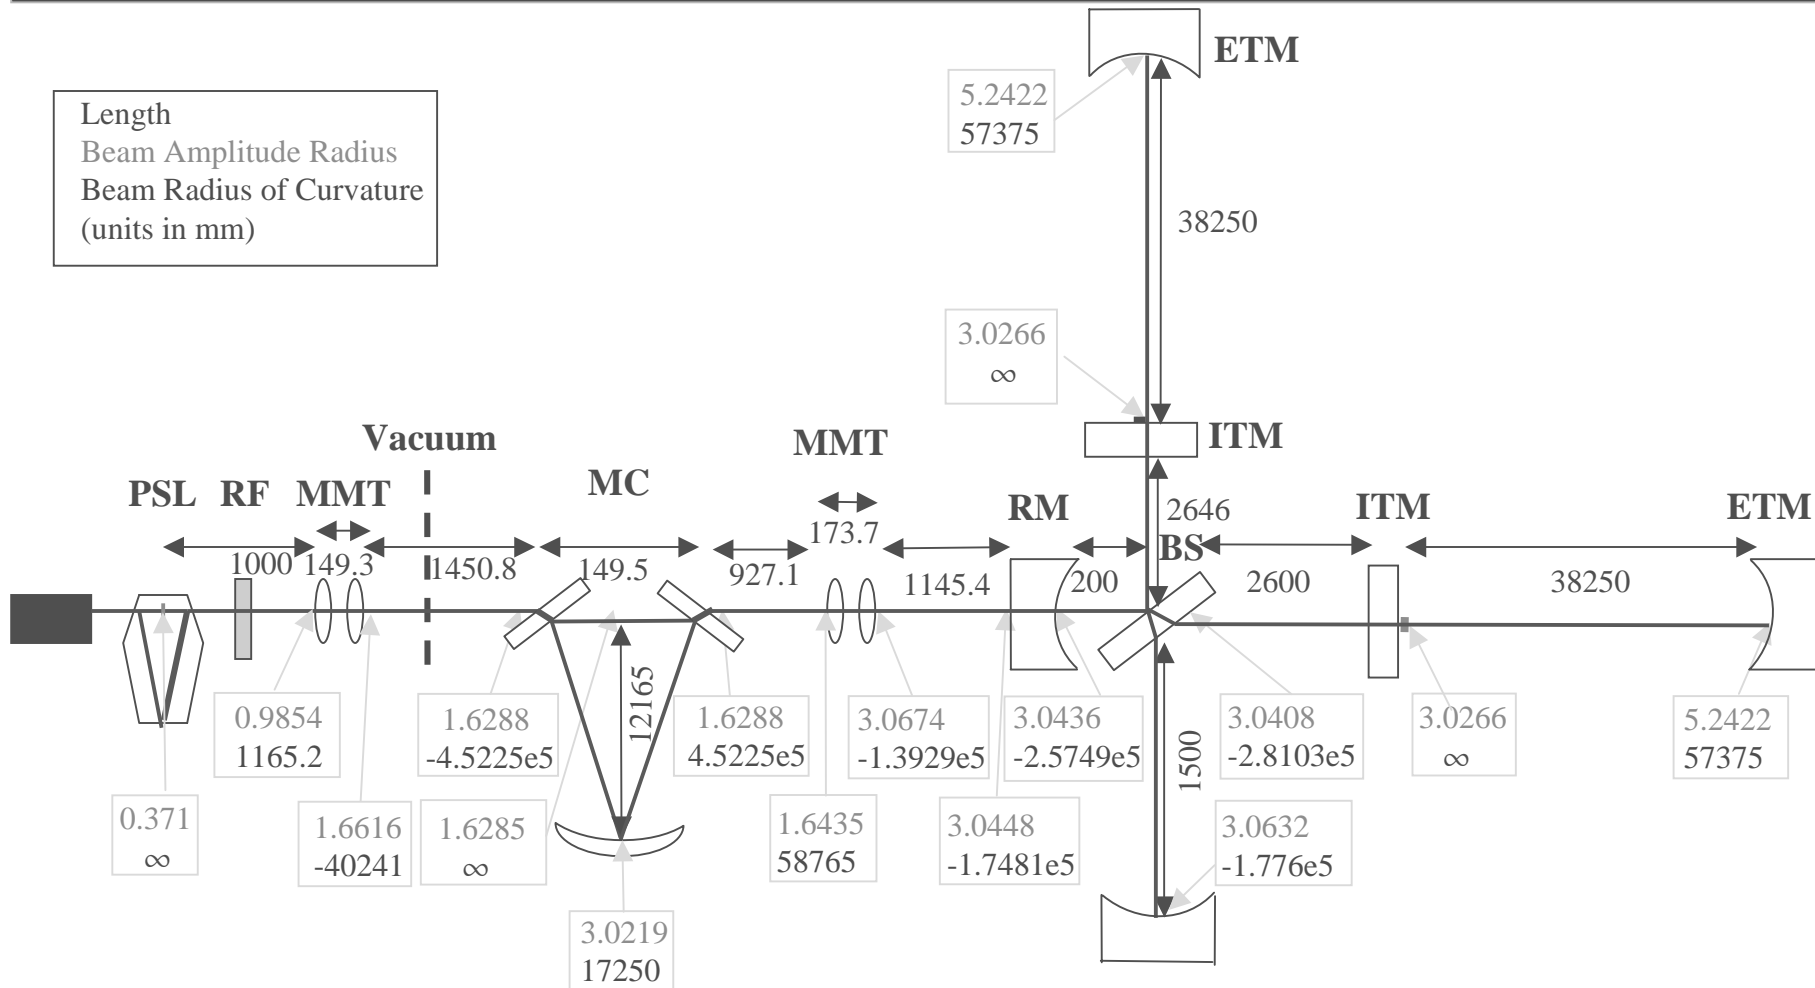 ETM
5.2422
57375
Length
Beam Amplitude Radius
Beam Radius of Curvature
(units in mm)
38250
3.0266
∞
ITM
Vacuum
MMT
MC
PSL
RF
MMT
RM
ITM
ETM
2646
173.7
BS
1000
149.3
1450.8
149.5
927.1
1145.4
200
2600
38250
12165
1500
0.9854
1165.2
1.6288
-4.5225e5
1.6288
4.5225e5
3.0674
-1.3929e5
3.0436
-2.5749e5
3.0408
-2.8103e5
3.0266
∞
5.2422
57375
0.371
∞
1.6616
-40241
1.6285
∞
1.6435
58765
3.0448
-1.7481e5
3.0632
-1.776e5
3.0219
17250